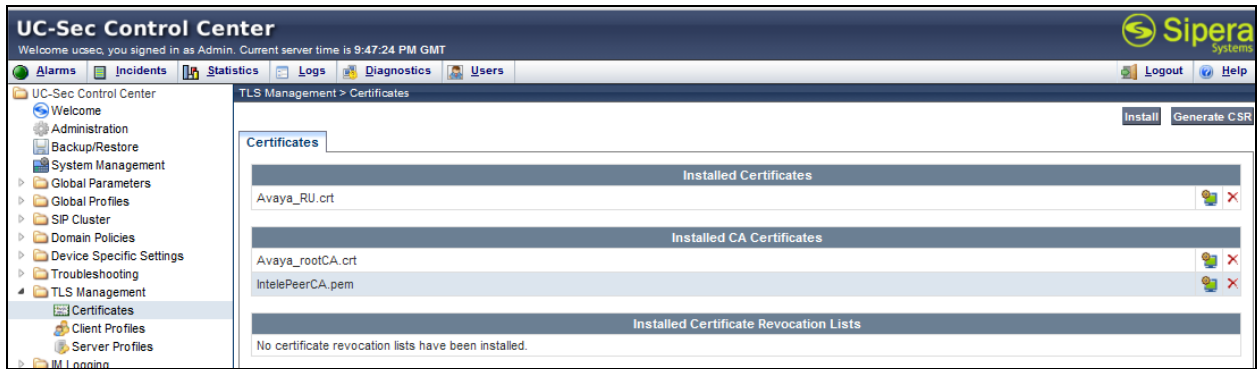 UC-Sec Control Center
Welcome ucsec, you signed in as Admin. Current server time is 9:47:24 PM GMT
Sipera
Systems
Alarms Incidents Statistics Logs Diagnostics Users Logout Help
UC-Sec Control Center
Welcome
Administration
Backup/Restore
System Management
Global Parameters
Global Profiles
SIP Cluster
Domain Policies
Device Specific Settings
Troubleshooting
TLS Management
Certificates
Client Profiles
Server Profiles
IM Logging
TLS Management > Certificates
Install Generate CSR
Certificates
Installed Certificates
Avaya_RU.crt
Installed CA Certificates
Avaya_rootCA.crt
IntelePeerCA.pem
Installed Certificate Revocation Lists
No certificate revocation lists have been installed.